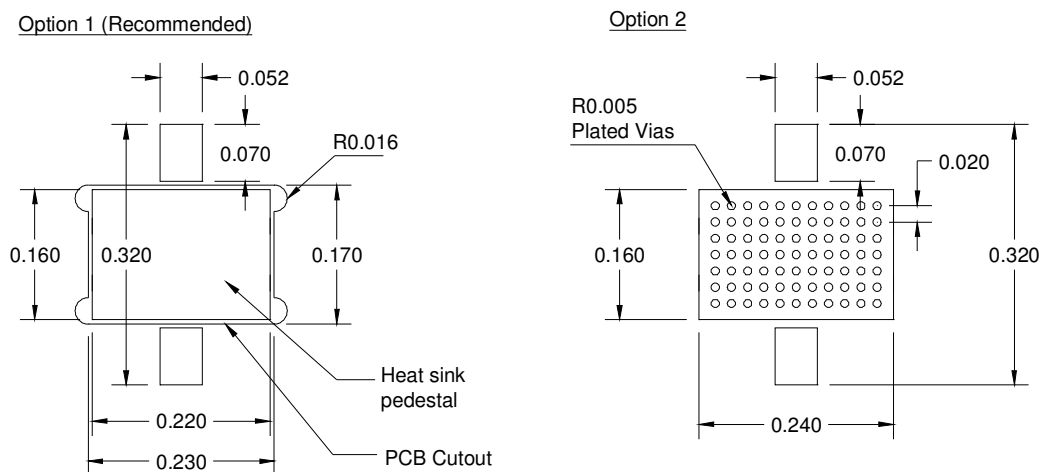 Option 1 (Recommended)
0.052
R0.016
0.070
0.160
0.320
0.170
Heat sink
pedestal
0.220
PCB Cutout
0.230
Option 2
0.052
R0.005
Plated Vias
0.070
0.020
0.160
0.320
0.240